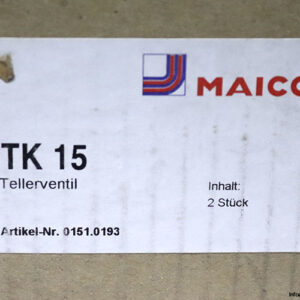 MAICO
TK 15
Tellerventil
Inhalt:
2 Stück
Artikel-Nr. 0151.0193